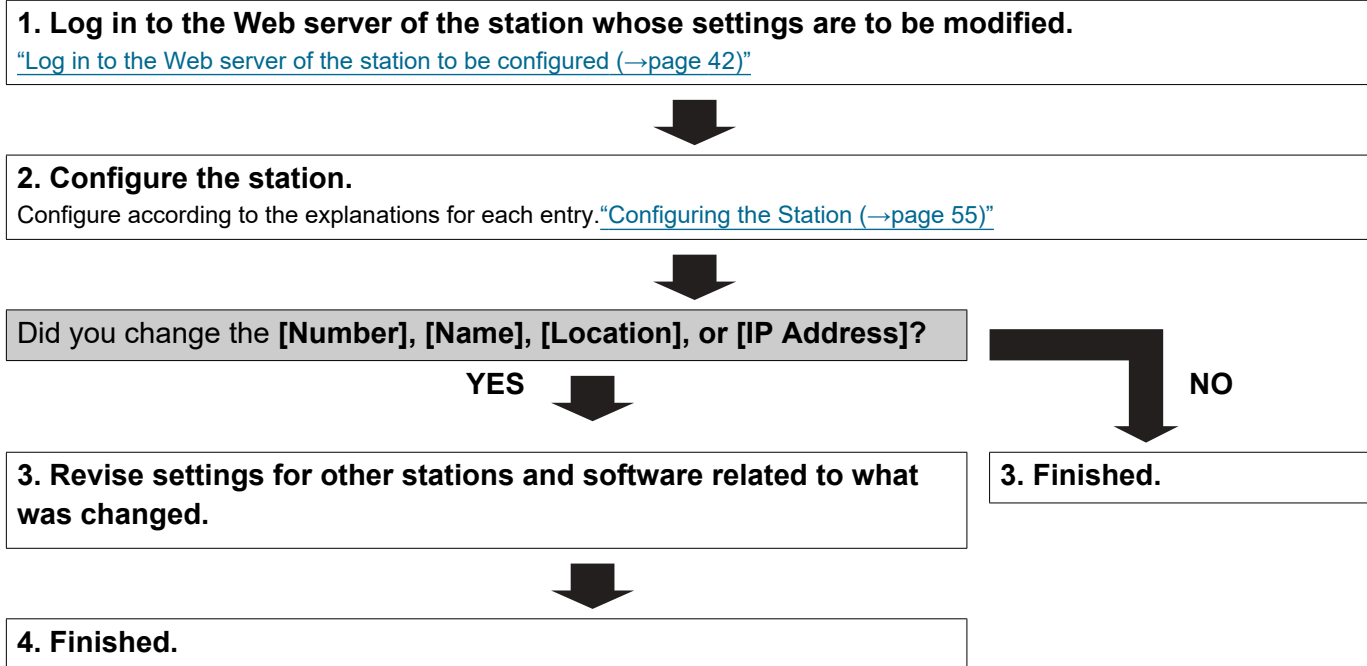 1. Log in to the Web server of the station whose settings are to be modified.
“Log in to the Web server of the station to be configured (→page 42)”
2. Configure the station.
Configure according to the explanations for each entry.“Configuring the Station (→page 55)”
Did you change the [Number], [Name], [Location], or [IP Address]?
YES
NO
3. Revise settings for other stations and software related to what
was changed.
3. Finished.
4. Finished.